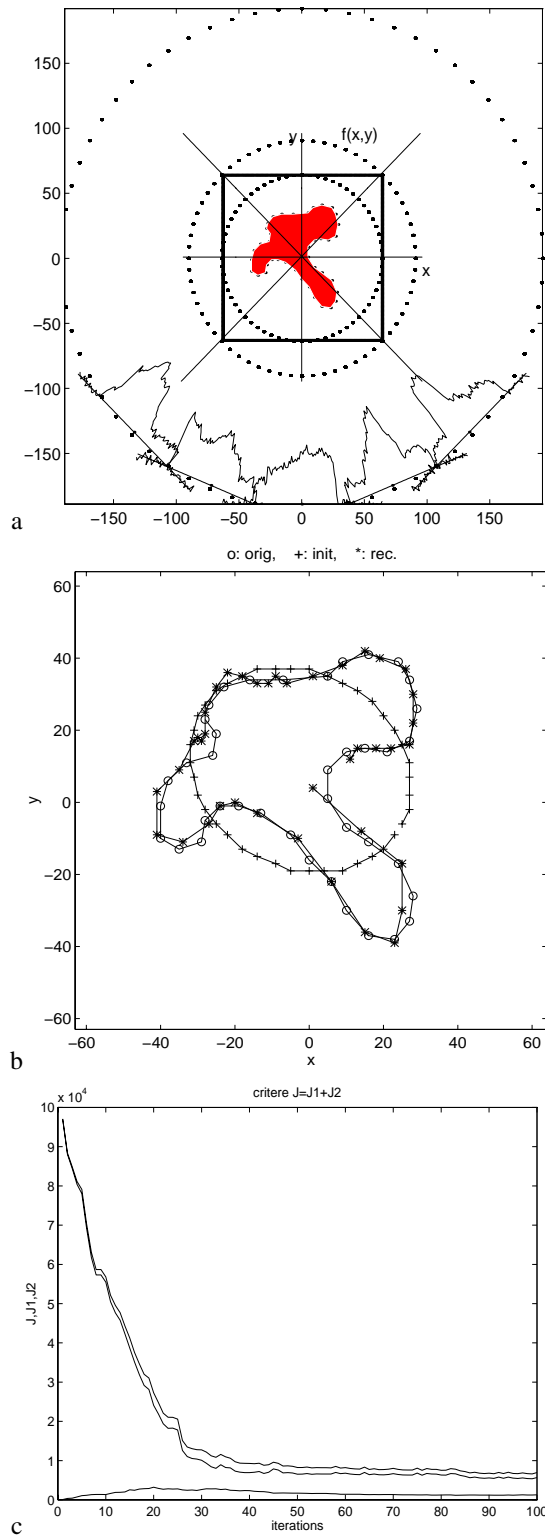 150
100
50
0
−50
−100
−150
y
f(x,y)
x
−150 −100 −50 0 50 100 150
a
o: orig, +: init, *: rec.
60
40
20
0
−20
−40
−60
y
−60 −40 −20 0 20 40 60
x
b
critere J=J1+J2
x 10⁴
10
9
8
7
6
5
4
3
2
1
0
J,J1,J2
0 10 20 30 40 50 60 70 80 90 100
iterations
c